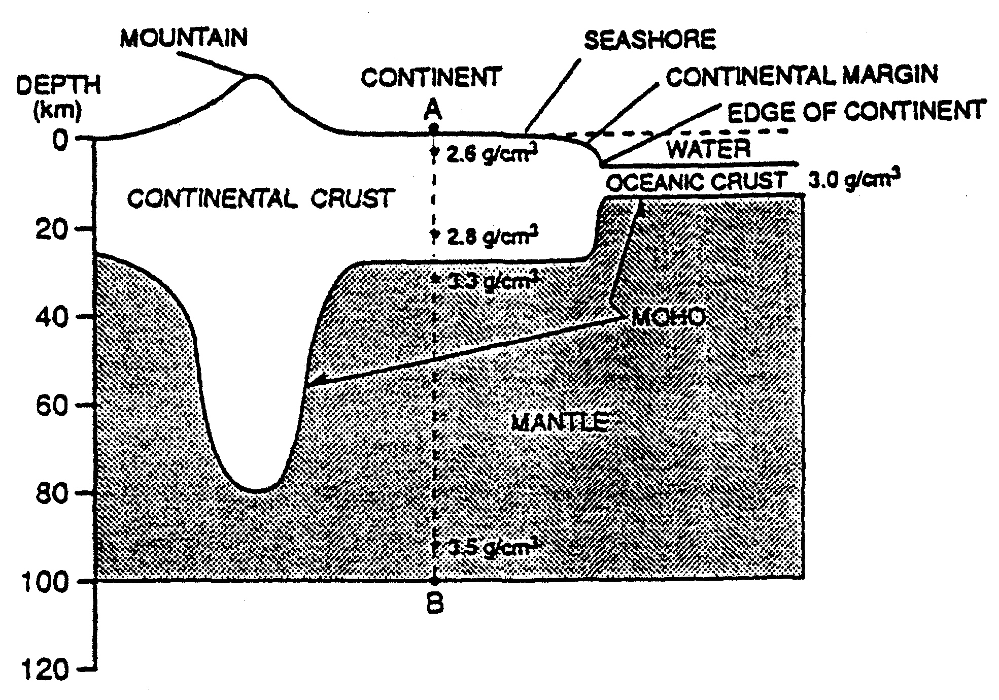 MOUNTAIN
SEASHORE
CONTINENT
CONTINENTAL MARGIN
DEPTH
(km)
A
EDGE OF CONTINENT
0
WATER
2.6 g/cm³
OCEANIC CRUST 3.0 g/cm³
CONTINENTAL CRUST
20
2.8 g/cm³
3.3 g/cm³
40
MOHO
60
MANTLE
80
3.5 g/cm³
100
B
120